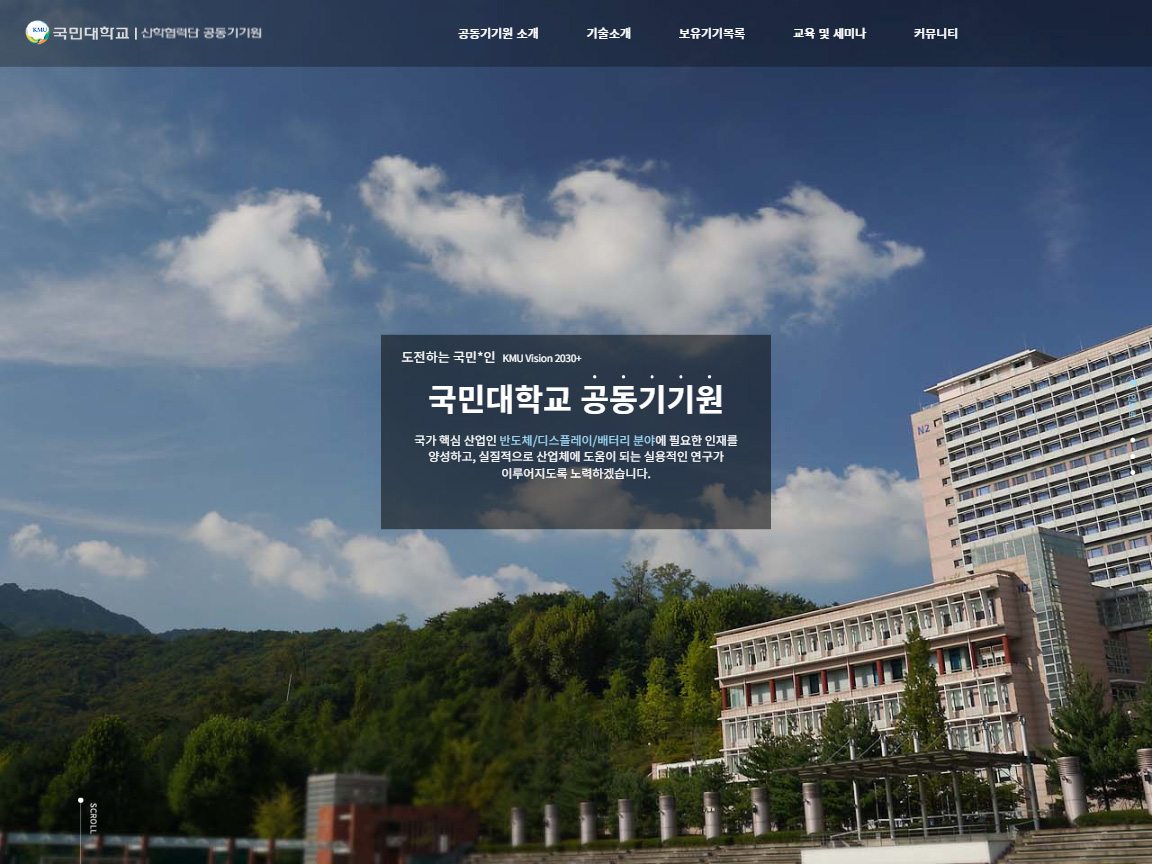 KMU 국민대학교 | 산학협력단 공동기기원
공동기기원 소개 기술소개 보유기기목록 교육 및 세미나 커뮤니티
도전하는 국민*인 KMU Vision 2030+
국민대학교 공동기기원
국가 핵심 산업인 반도체/디스플레이/배터리 분야에 필요한 인재를
양성하고, 실질적으로 산업체에 도움이 되는 실용적인 연구가
이루어지도록 노력하겠습니다.
N2
SCROLL